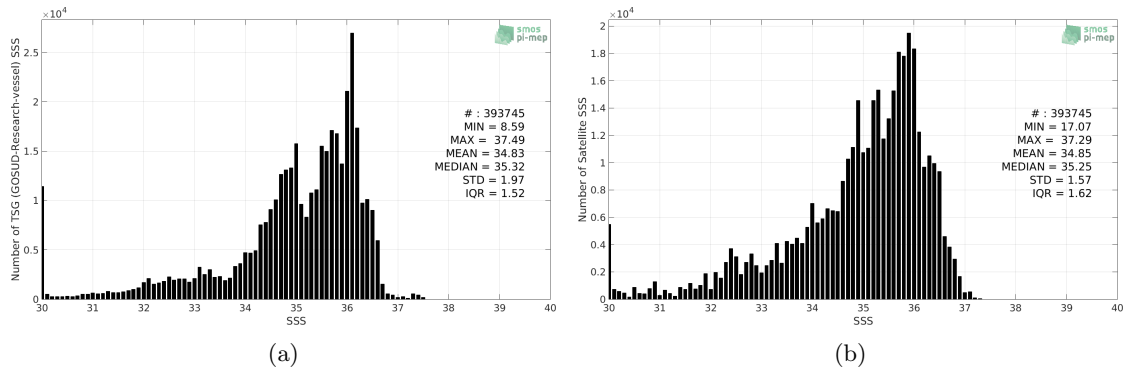 ×10⁴
smos
pi-mep
Number of TSG (GOSUD-Research-vessel) SSS
2.5
2
1.5
1
0.5
0
# : 393745
MIN = 8.59
MAX = 37.49
MEAN = 34.83
MEDIAN = 35.32
STD = 1.97
IQR = 1.52
30 31 32 33 34 35 36 37 38 39 40
SSS
(a)
×10⁴
smos
pi-mep
Number of Satellite SSS
2
1.8
1.6
1.4
1.2
1
0.8
0.6
0.4
0.2
0
# : 393745
MIN = 17.07
MAX = 37.29
MEAN = 34.85
MEDIAN = 35.25
STD = 1.57
IQR = 1.62
30 31 32 33 34 35 36 37 38 39 40
SSS
(b)